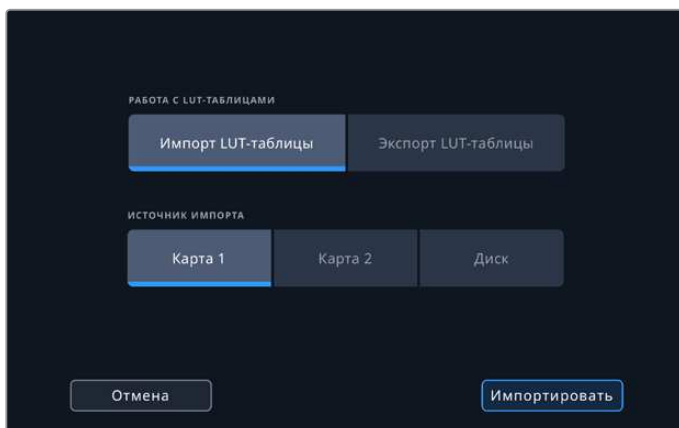 РАБОТА С LUT-ТАБЛИЦАМИ
Импорт LUT-таблицы Экспорт LUT-таблицы
ИСТОЧНИК ИМПОРТА
Карта 1 Карта 2 Диск
Отмена Импортировать